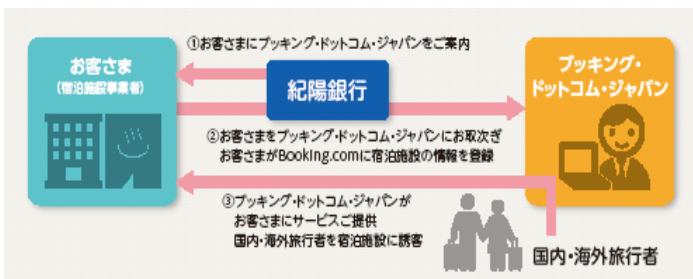 ①お客さまにブッキング・ドットコム・ジャパンをご案内
お客さま
(宿泊施設事業者)
紀陽銀行
ブッキング・
ドットコム・ジャパン
②お客さまをブッキング・ドットコム・ジャパンにお取次ぎ
お客さまがBooking.comに宿泊施設の情報を登録
③ブッキング・ドットコム・ジャパンが
お客さまにサービスご提供
国内・海外旅行者を宿泊施設に誘客
国内・海外旅行者